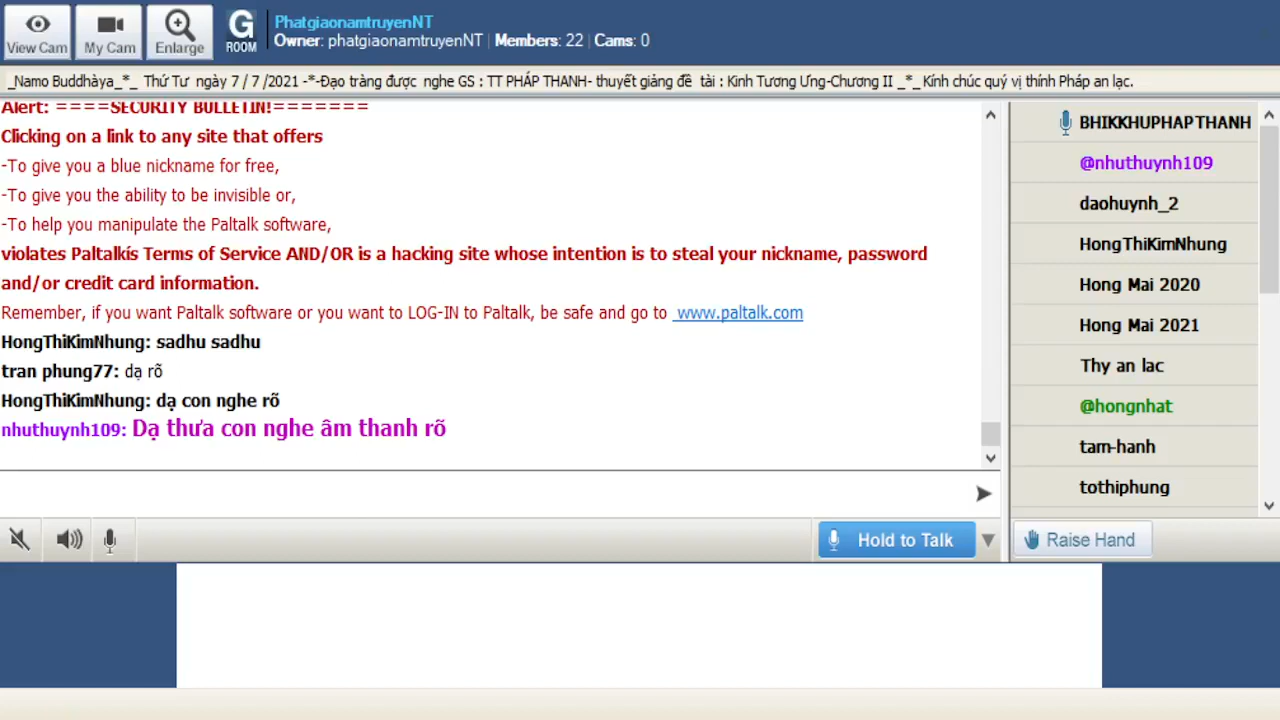 View Cam
My Cam
Enlarge
G
ROOM
PhatgiaonamtruyenNT
Owner: phatgiaonamtruyenNT | Members: 22 | Cams: 0
_Namo Buddhàya_*_ Thứ Tư ngày 7 / 7 /2021 -*-Đạo tràng được nghe GS : TT PHÁP THANH- thuyết giảng đề tài : Kinh Tương Ưng-Chương II _*_ Kính chúc quý vị thính Pháp an lạc.
Alert: ====SECURITY BULLETIN!=======
Clicking on a link to any site that offers
-To give you a blue nickname for free,
-To give you the ability to be invisible or,
-To help you manipulate the Paltalk software,
violates Paltalkís Terms of Service AND/OR is a hacking site whose intention is to steal your nickname, password
and/or credit card information.
Remember, if you want Paltalk software or you want to LOG-IN to Paltalk, be safe and go to www.paltalk.com
HongThiKimNhung: sadhu sadhu
tran phung77: dạ rõ
HongThiKimNhung: dạ con nghe rõ
nhuthuynh109: Dạ thưa con nghe âm thanh rõ
BHIKKHUPHAPTHANH
@nhuthuynh109
daohuynh_2
HongThiKimNhung
Hong Mai 2020
Hong Mai 2021
Thy an lac
@hongnhat
tam-hanh
tothiphung
Hold to Talk
Raise Hand